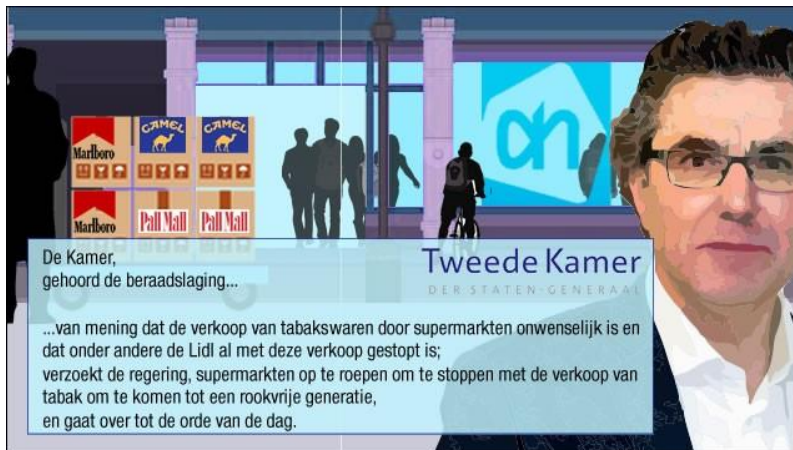 CAMEL CAMEL
Marlboro
Marlboro Pall Mall Pall Mall
ah
De Kamer,
gehoord de beraadslaging...
Tweede Kamer
DER STATEN-GENERAAL
...van mening dat de verkoop van tabakswaren door supermarkten onwenselijk is en
dat onder andere de Lidl al met deze verkoop gestopt is;
verzoekt de regering, supermarkten op te roepen om te stoppen met de verkoop van
tabak om te komen tot een rookvrije generatie,
en gaat over tot de orde van de dag.